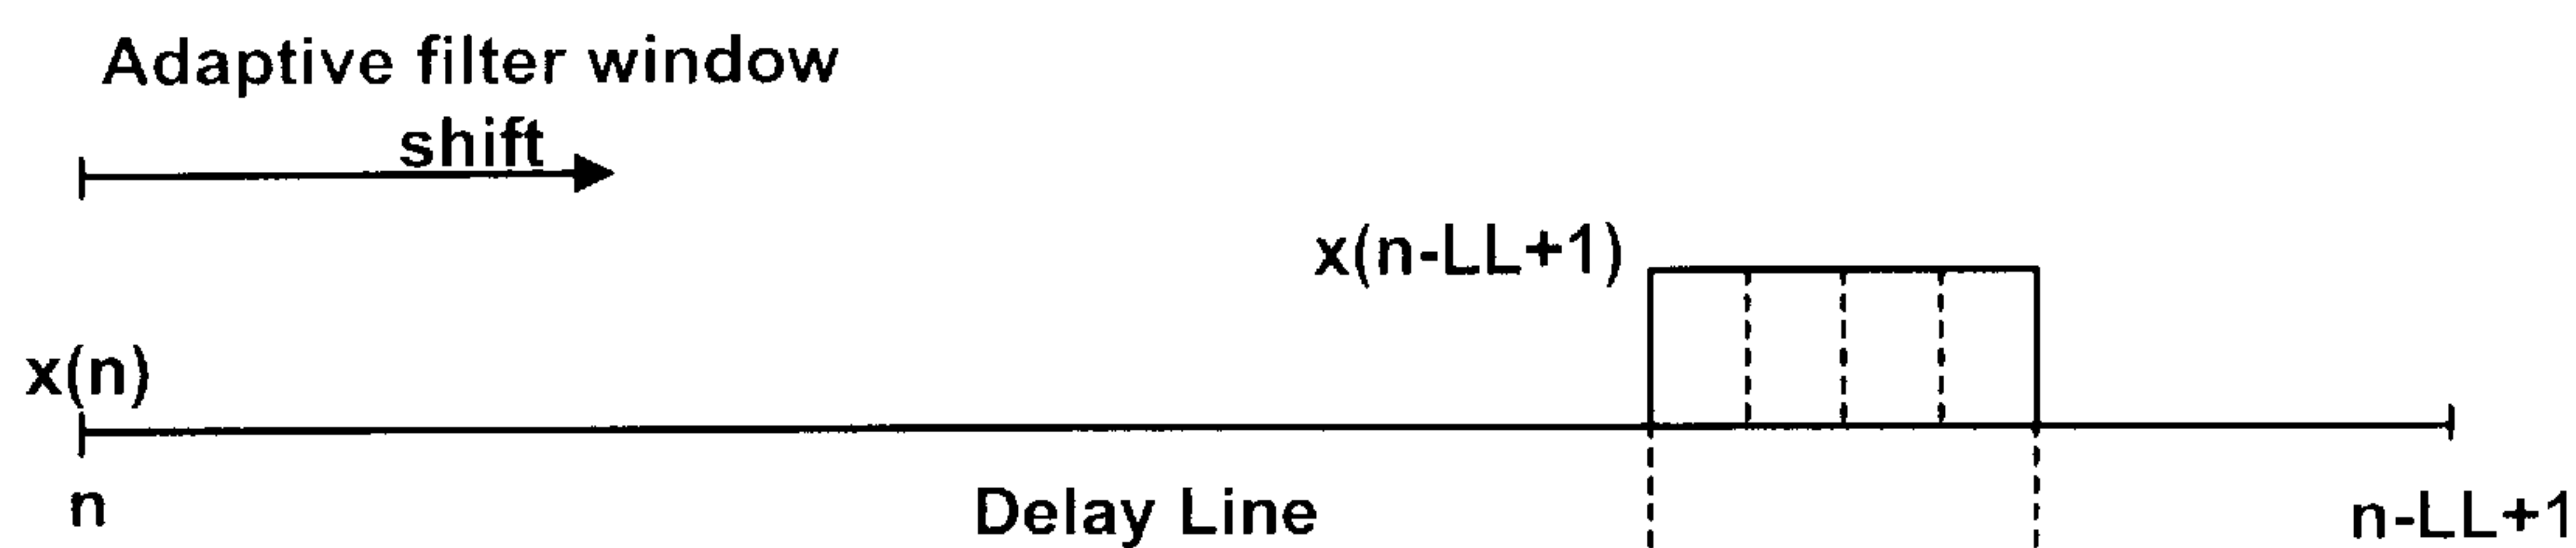 Adaptive filter window
shift
x(n-LL+1)
x(n)
n
Delay Line
n-LL+1